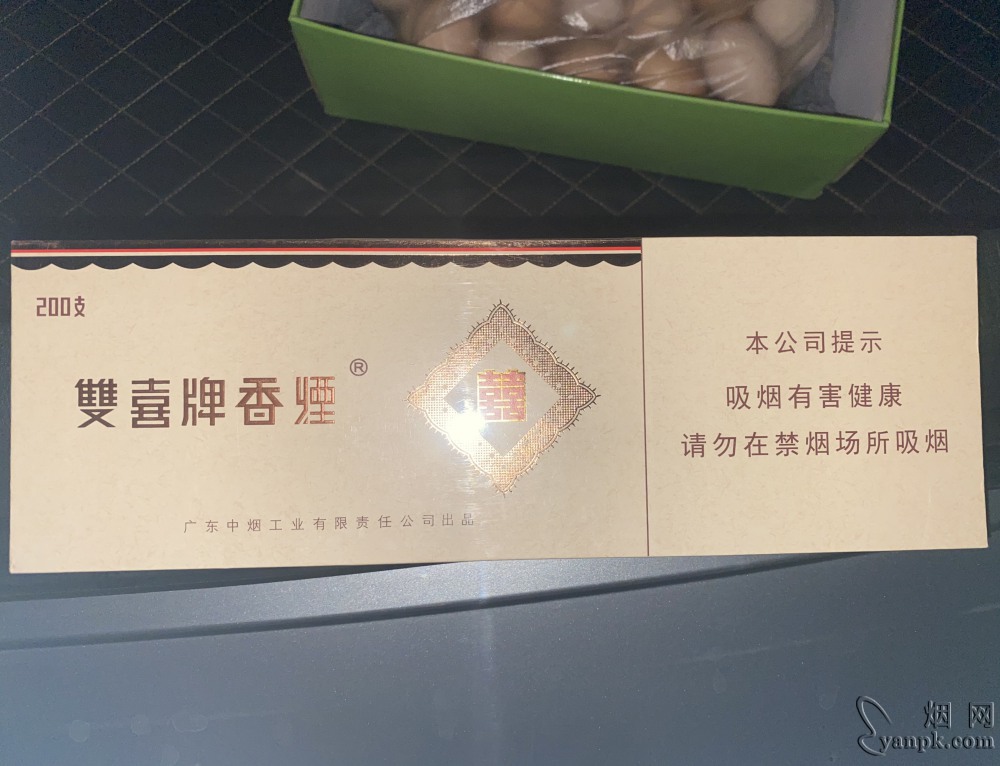 200支
雙喜牌香煙®
囍
广东中烟工业有限责任公司出品
本公司提示
吸烟有害健康
请勿在禁烟场所吸烟
烟网
yanpk.com